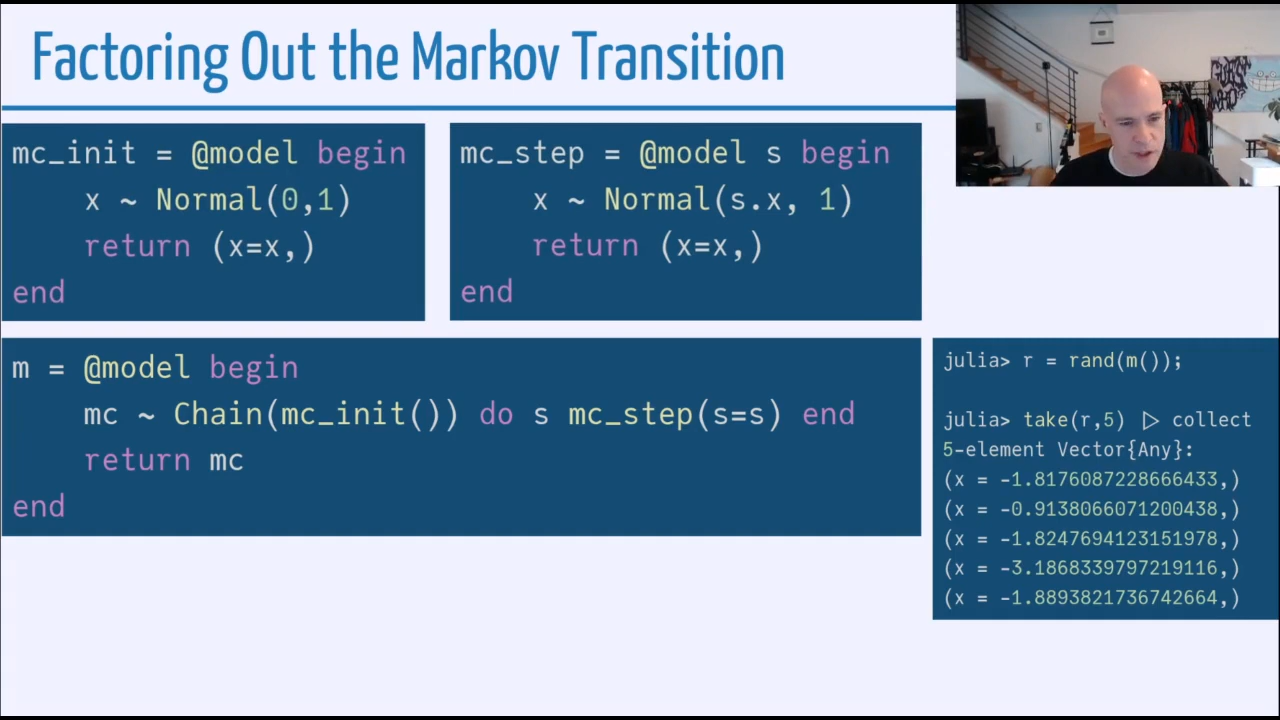 Factoring Out the Markov Transition
mc_init = @model begin
    x ~ Normal(0,1)
    return (x=x,)
end
mc_step = @model s begin
    x ~ Normal(s.x, 1)
    return (x=x,)
end
m = @model begin
    mc ~ Chain(mc_init()) do s mc_step(s=s) end
    return mc
end
julia> r = rand(m());
julia> take(r,5) |> collect
5-element Vector{Any}:
(x = -1.8176087228666433,)
(x = -0.9138066071200438,)
(x = -1.8247694123151978,)
(x = -3.1868339797219116,)
(x = -1.8893821736742664,)